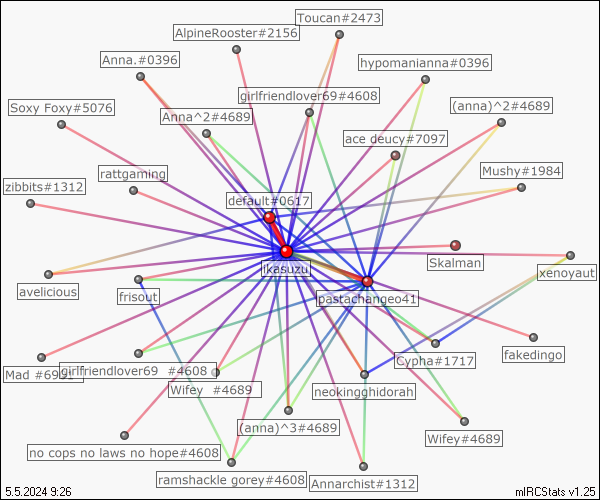 Toucan#2473
AlpineRooster#2156
Anna.#0396
hypomanianna#0396
girlfriendlover69#4608
Soxy Foxy#5076
Anna^2#4689
(anna)^2#4689
ace deucy#7097
rattgaming
Mushy#1984
zibbits#1312
default#0617
Skalman
ikasuzu
xenoyaut
avelicious
frisout
pastachangeo41
fakedingo
Cypha#1717
Mad
girlfriendlover69 #4608
Wifey #4689
neokingghidorah
(anna)^3#4689
Wifey#4689
no cops no laws no hope#4608
ramshackle gorey#4608
Annarchist#1312
5.5.2024 9:26
mIRCStats v1.25